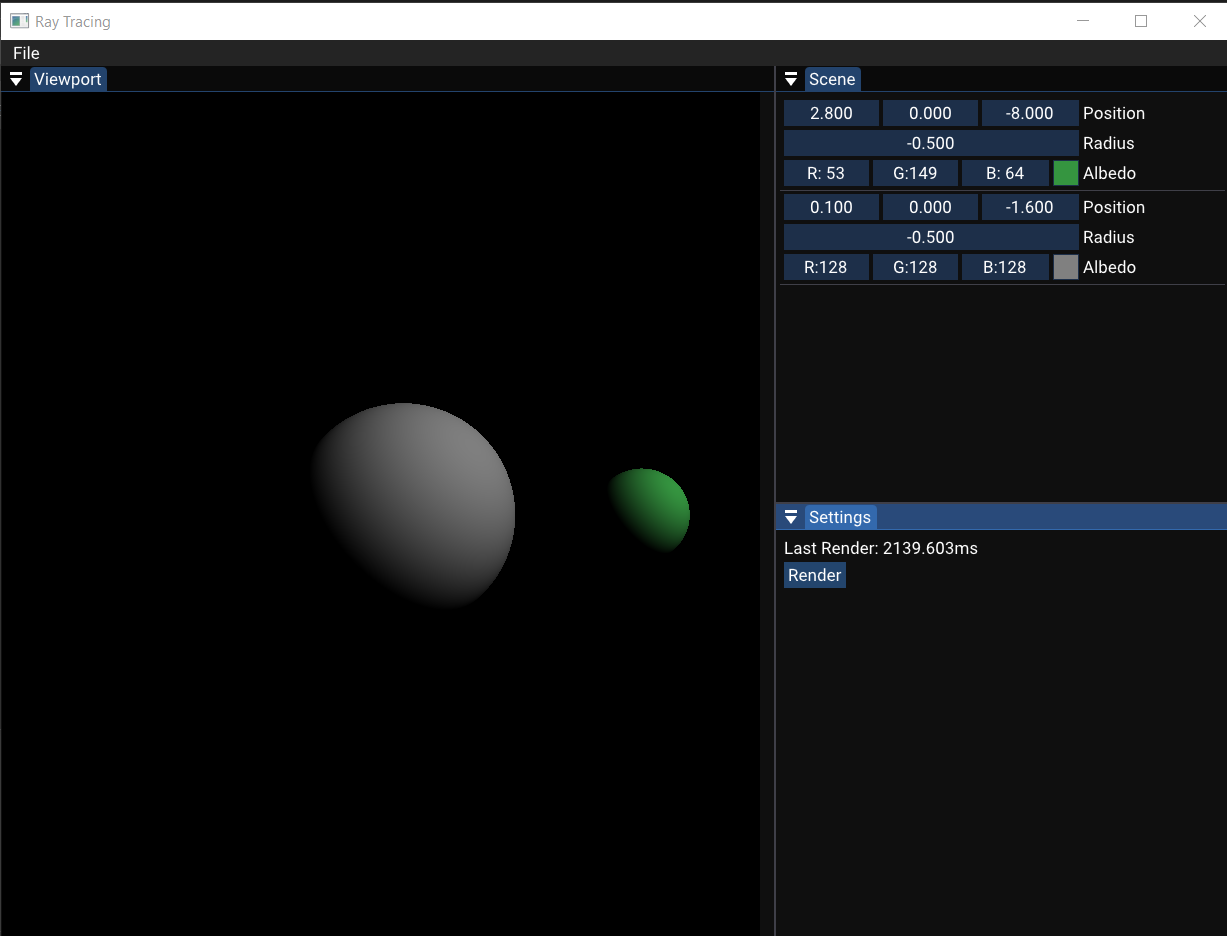 Ray Tracing
File
Viewport
Scene
2.800 0.000 -8.000 Position
-0.500 Radius
R: 53 G:149 B: 64 Albedo
0.100 0.000 -1.600 Position
-0.500 Radius
R:128 G:128 B:128 Albedo
Settings
Last Render: 2139.603ms
Render